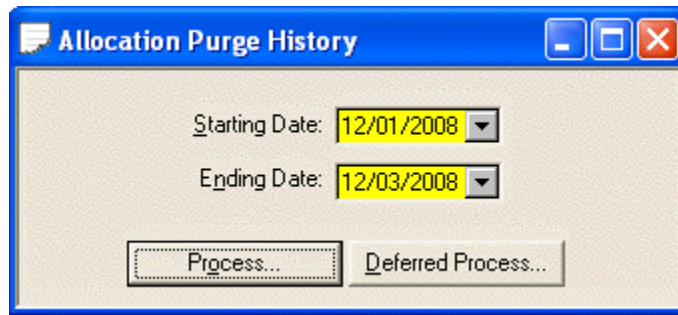 Allocation Purge History
Starting Date: 12/01/2008
Ending Date: 12/03/2008
Process... Deferred Process...